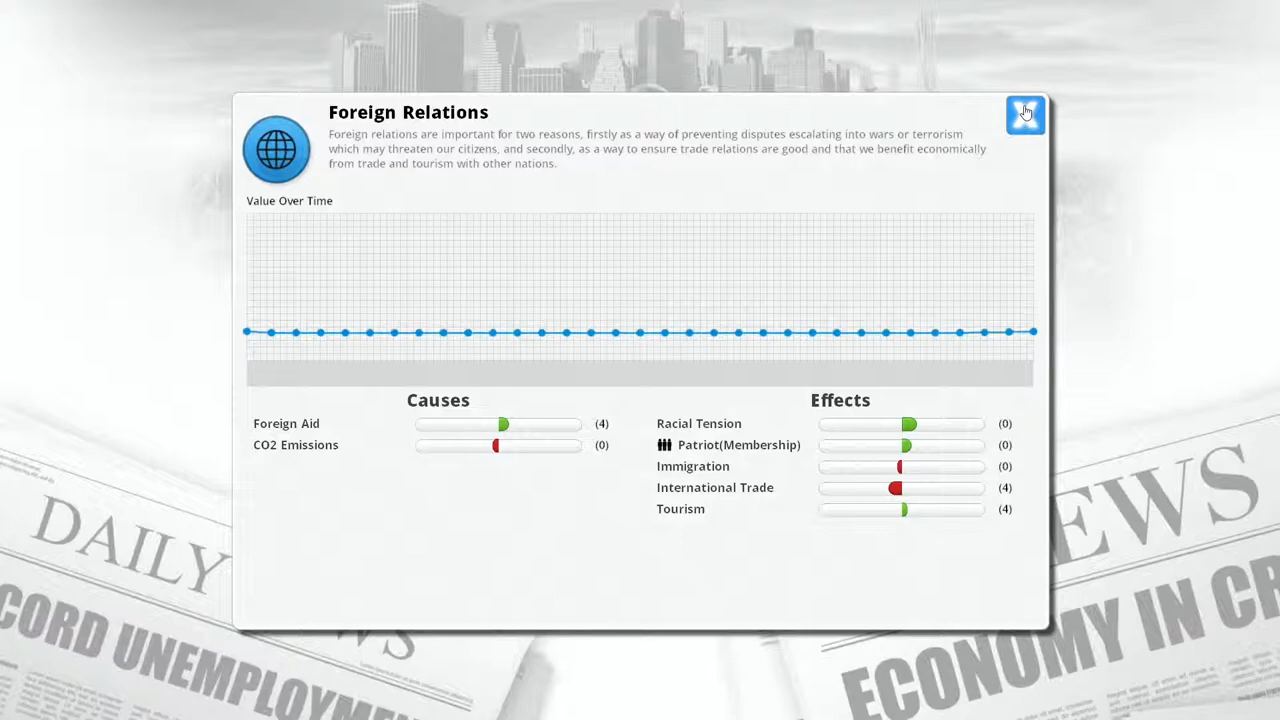 Foreign Relations
Foreign relations are important for two reasons, firstly as a way of preventing disputes escalating into wars or terrorism
which may threaten our citizens, and secondly, as a way to ensure trade relations are good and that we benefit economically
from trade and tourism with other nations.
X
Value Over Time
Causes
Foreign Aid (4)
CO2 Emissions (0)
Effects
Racial Tension (0)
Patriot(Membership) (0)
Immigration (0)
International Trade (4)
Tourism (4)
DAILY
NEWS
CORD UNEMPLOYM
WS
ECONOMY IN CR